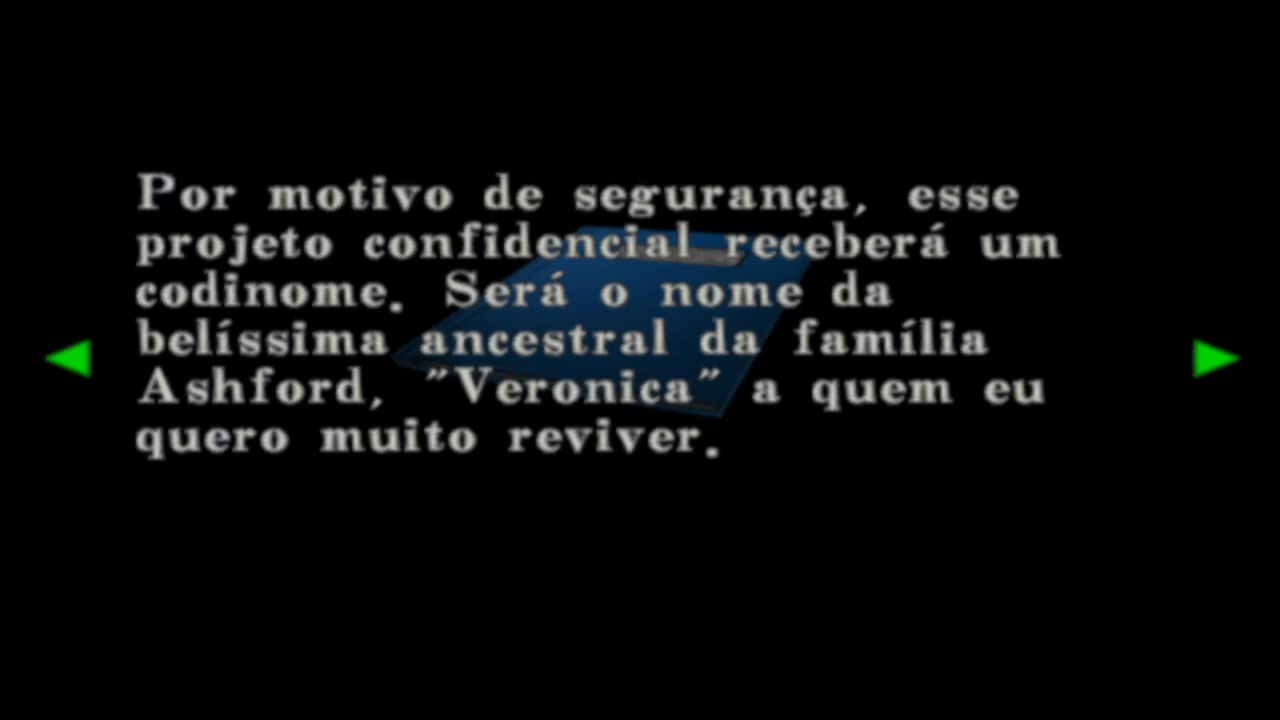 Por motivo de segurança, esse
projeto confidencial receberá um
codinome. Será o nome da
belíssima ancestral da família
Ashford, "Veronica" a quem eu
quero muito reviver.